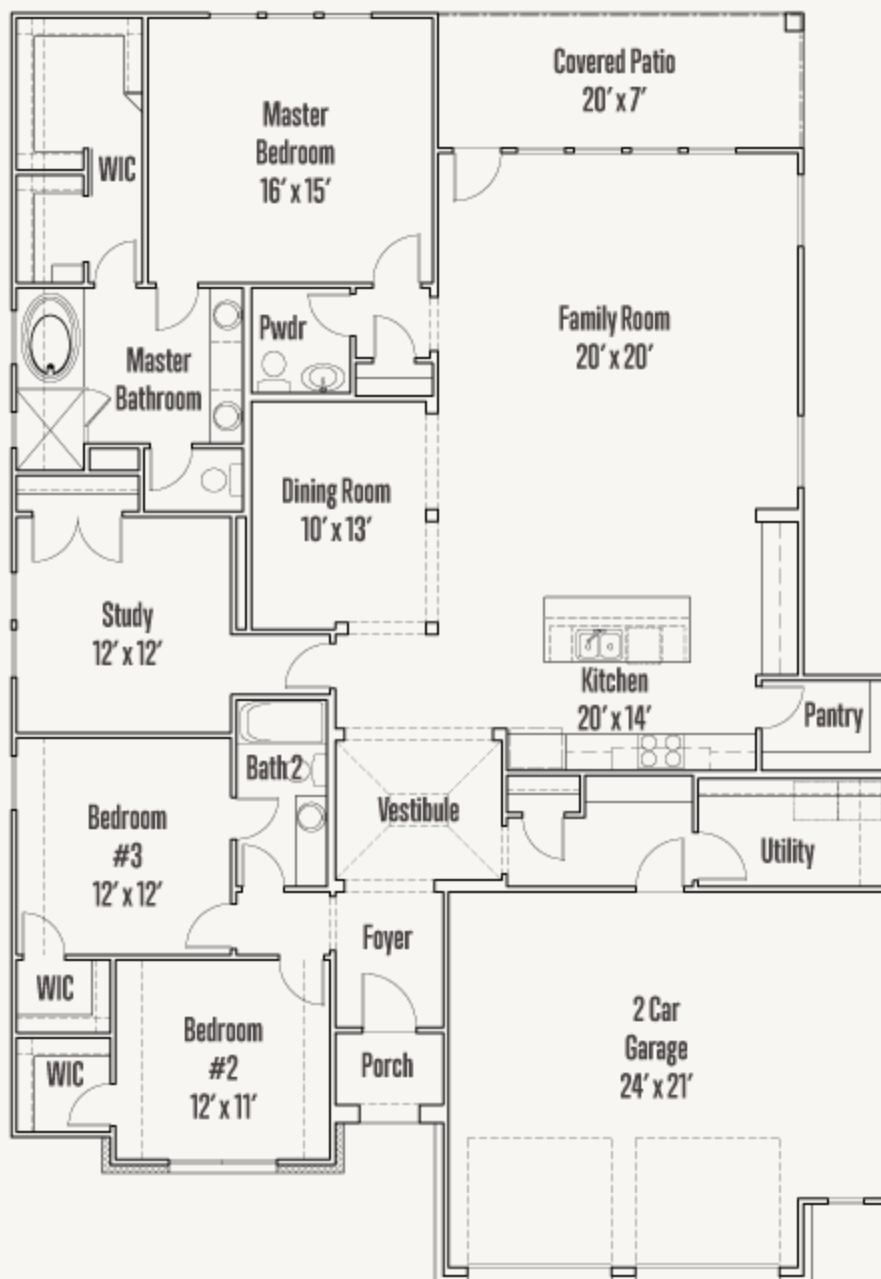 Covered Patio
20′ x 7′
Master
Bedroom
16′ x 15′
WIC
Family Room
20′ x 20′
Pwdr
Master
Bathroom
Dining Room
10′ x 13′
Study
12′ x 12′
Kitchen
20′ x 14′
Pantry
Bath 2
Vestibule
Bedroom
#3
12′ x 12′
Utility
Foyer
WIC
2 Car
Garage
24′ x 21′
Bedroom
#2
12′ x 11′
Porch
WIC